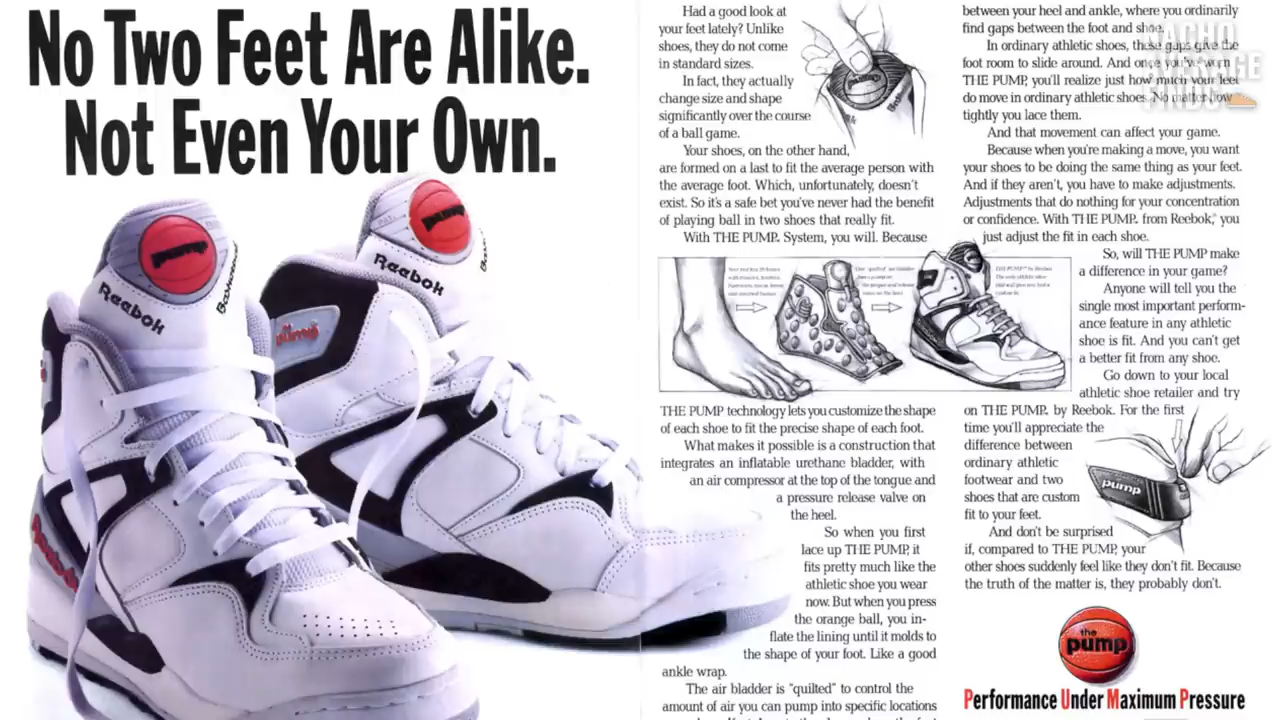 No Two Feet Are Alike.
Not Even Your Own.
pump
Reebok
pump
Reebok
Had a good look at
your feet lately? Unlike
shoes, they do not come
in standard sizes.
In fact, they actually
change size and shape
significantly over the course
of a ball game.
Your shoes, on the other hand,
are formed on a last to fit the average person with
the average foot. Which, unfortunately, doesn't
exist. So it's a safe bet you've never had the benefit
of playing ball in two shoes that really fit.
With THE PUMP™ System, you will. Because
THE PUMP technology lets you customize the shape
of each shoe to fit the precise shape of each foot.
What makes it possible is a construction that
integrates an inflatable urethane bladder, with
an air compressor at the top of the tongue and
a pressure release valve on
the heel.
So when you first
lace up THE PUMP, it
fits pretty much like the
athletic shoe you wear
now. But when you press
the orange ball, you in-
flate the lining until it molds to
the shape of your foot. Like a good
ankle wrap.
The air bladder is "quilted" to control the
amount of air you can pump into specific locations
between your heel and ankle, where you ordinarily
find gaps between the foot and shoe.
In ordinary athletic shoes, these gaps give the
foot room to slide around. And once you've worn
THE PUMP, you'll realize just how much your feet
do move in ordinary athletic shoes. No matter how
tightly you lace them.
And that movement can affect your game.
Because when you're making a move, you want
your shoes to be doing the same thing as your feet.
And if they aren't, you have to make adjustments.
Adjustments that do nothing for your concentration
or confidence. With THE PUMP™ from Reebok,® you
just adjust the fit in each shoe.
So, will THE PUMP make
a difference in your game?
Anyone will tell you the
single most important perform-
ance feature in any athletic
shoe is fit. And you can't get
a better fit from any shoe.
Go down to your local
athletic shoe retailer and try
on THE PUMP™ by Reebok. For the first
time you'll appreciate the
difference between
ordinary athletic
footwear and two
shoes that are custom
fit to your feet.
And don't be surprised
if, compared to THE PUMP, your
other shoes suddenly feel like they don't fit. Because
the truth of the matter is, they probably don't.
pump
the
pump
Performance Under Maximum Pressure
NACHO
AVERAGE
FINDS